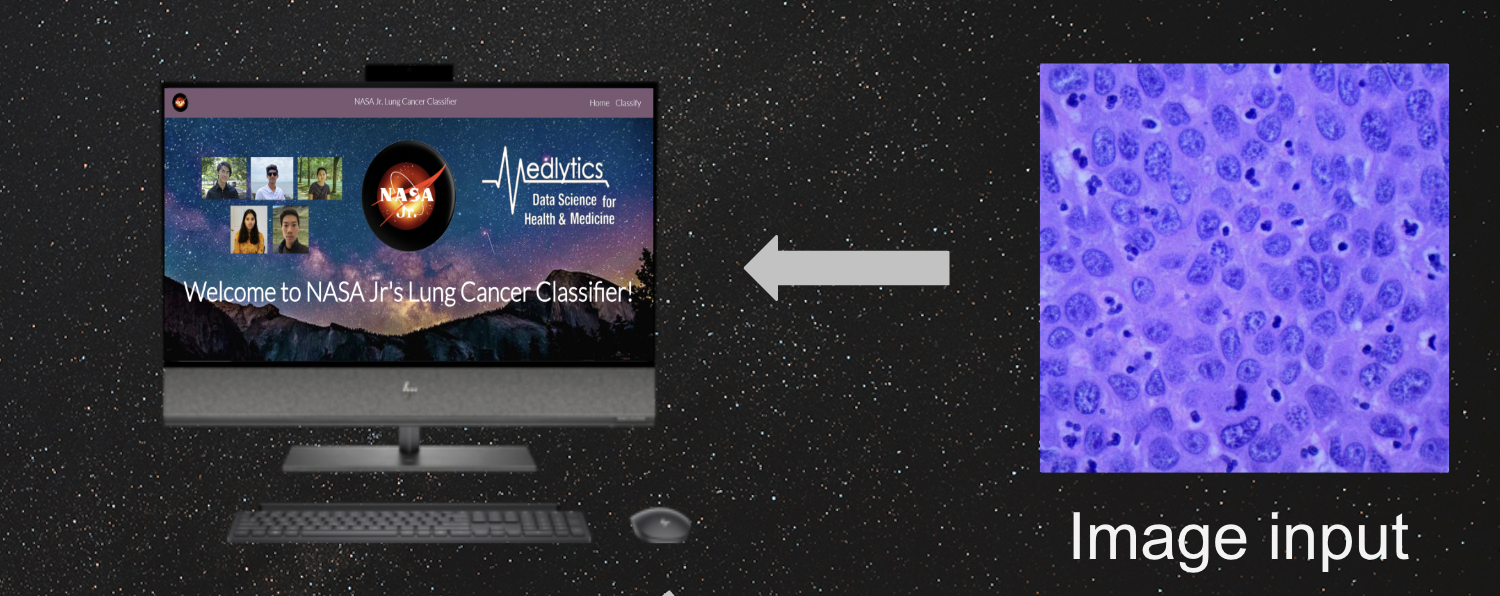 NASA Jr. Lung Cancer Classifier
Home Classify
NASA
Jr.
Medlytics
Data Science for
Health & Medicine
Welcome to NASA Jr's Lung Cancer Classifier!
Image input